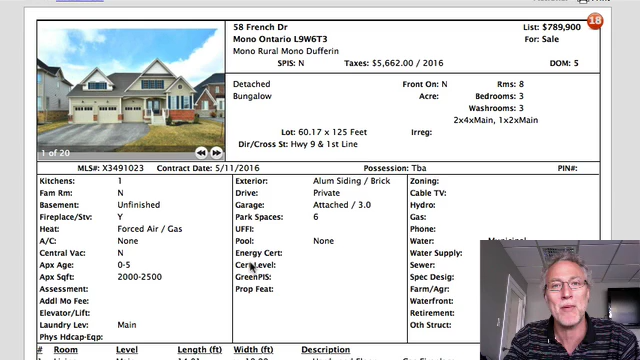 18
58 French Dr
List: $789,900
Mono Ontario L9W6T3
For: Sale
Mono Rural Mono Dufferin
SPIS: N
Taxes: $5,662.00 / 2016
DOM: 5
Detached
Front On: N
Rms: 8
Bungalow
Acre:
Bedrooms: 3
Washrooms: 3
2x4xMain, 1x2xMain
Lot: 60.17 x 125 Feet
Irreg:
Dir/Cross St: Hwy 9 & 1st Line
1 of 20
MLS#: X3491023
Contract Date: 5/11/2016
Possession: Tba
PIN#:
Kitchens: 1
Exterior: Alum Siding / Brick
Zoning:
Fam Rm: N
Drive: Private
Cable TV:
Basement: Unfinished
Garage: Attached / 3.0
Hydro:
Fireplace/Stv: Y
Park Spaces: 6
Gas:
Heat: Forced Air / Gas
UFFI:
Phone:
A/C: None
Pool: None
Water: Municipal
Central Vac: N
Energy Cert:
Water Supply:
Apx Age: 0-5
Cert Level:
Sewer:
Apx Sqft: 2000-2500
GreenPIS:
Spec Desig:
Assessment:
Prop Feat:
Farm/Agr:
Addl Mo Fee:
Waterfront:
Elevator/Lift:
Retirement:
Laundry Lev: Main
Oth Struct:
Phys Hdcap-Eqp:
# Room Level Length (ft) Width (ft) Description